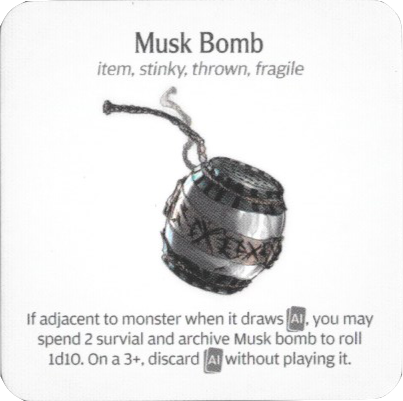 Musk Bomb
item, stinky, thrown, fragile
If adjacent to monster when it draws AI, you may
spend 2 survial and archive Musk bomb to roll
1d10. On a 3+, discard AI without playing it.